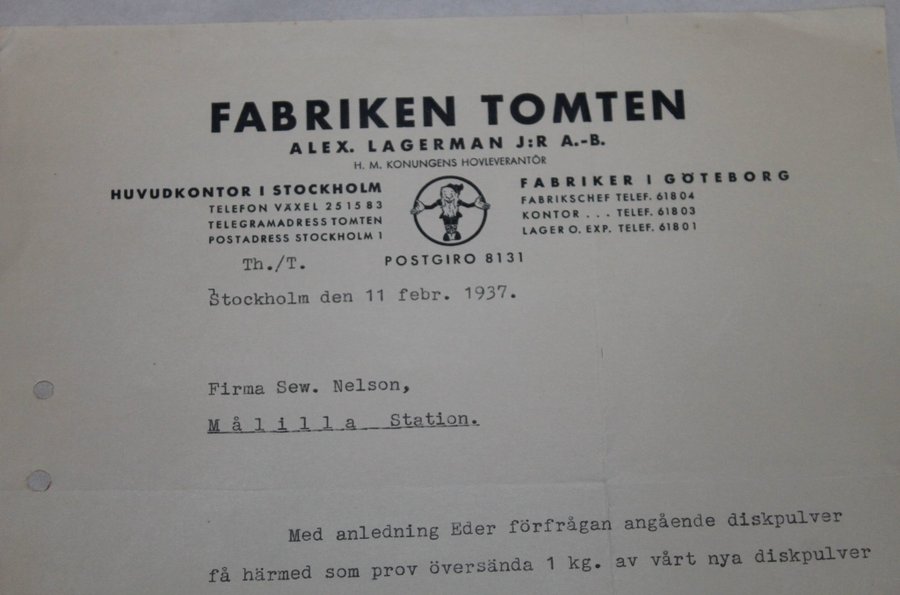 FABRIKEN TOMTEN
ALEX. LAGERMAN J:R A.-B.
H. M. KONUNGENS HOVLEVERANTÖR
HUVUDKONTOR I STOCKHOLM
TELEFON VÄXEL 251583
TELEGRAMADRESS TOMTEN
POSTADRESS STOCKHOLM 1
FABRIKER I GÖTEBORG
FABRIKSCHEF TELEF. 61804
KONTOR . . . TELEF. 61803
LAGER O. EXP. TELEF. 61801
POSTGIRO 8131
Th./T.
Stockholm den 11 febr. 1937.
Firma Sew. Nelson,
Målilla Station.
Med anledning Eder förfrågan angående diskpulver
få härmed som prov översända 1 kg. av vårt nya diskpulver